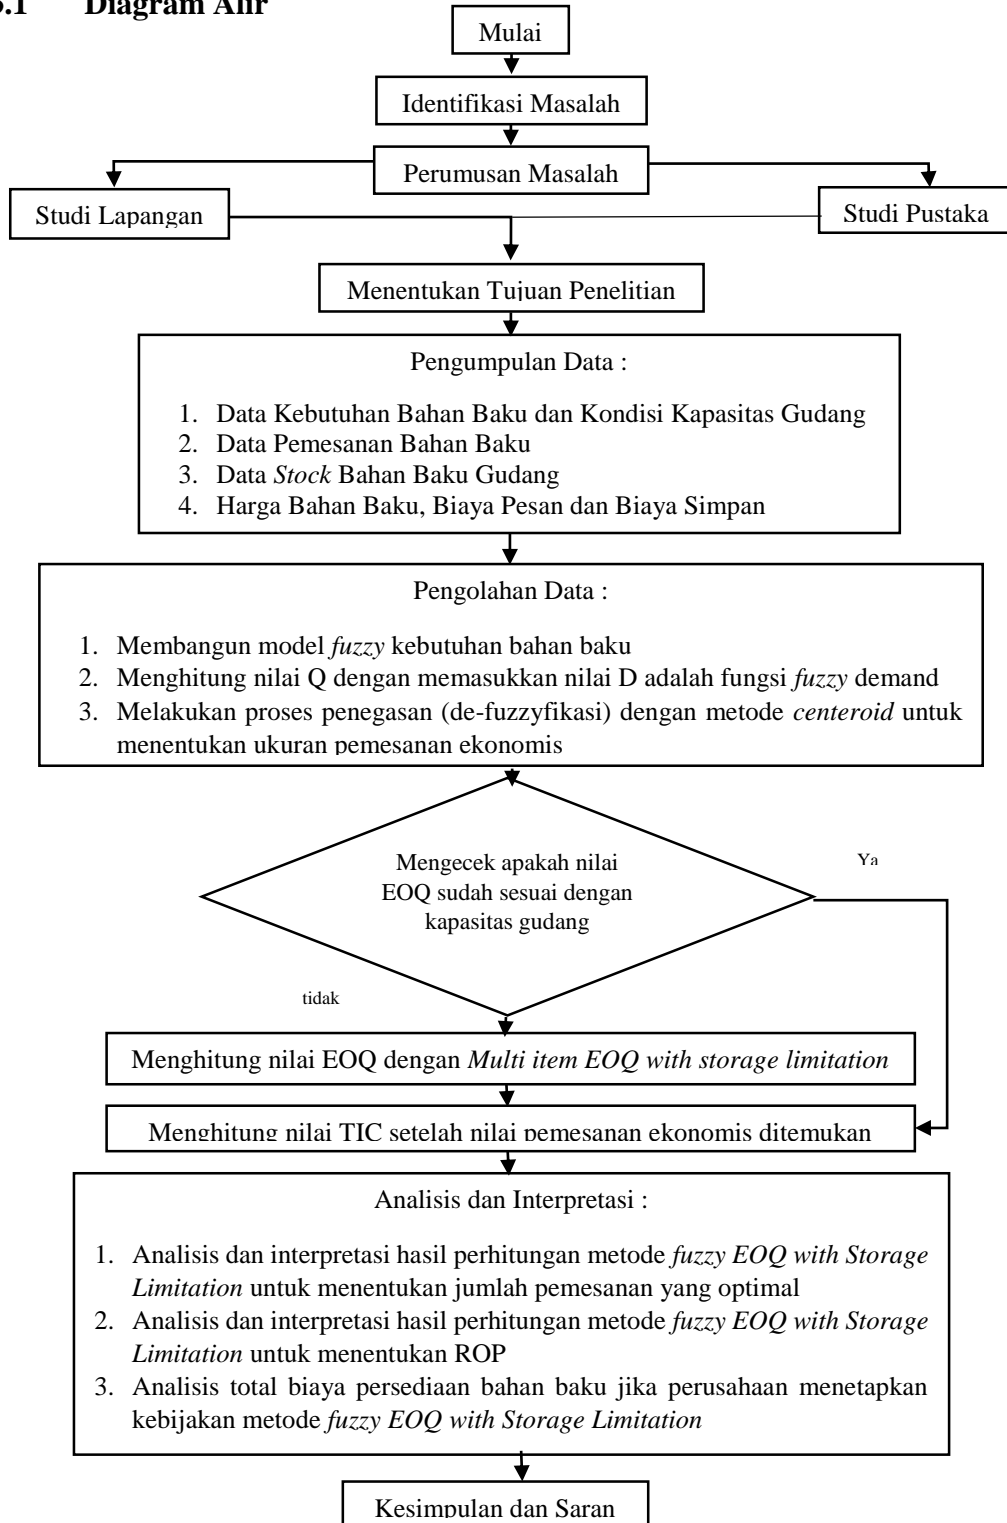 .1 Diagram Alir
Mulai
Identifikasi Masalah
Perumusan Masalah
Studi Lapangan
Studi Pustaka
Menentukan Tujuan Penelitian
Pengumpulan Data :
1. Data Kebutuhan Bahan Baku dan Kondisi Kapasitas Gudang
2. Data Pemesanan Bahan Baku
3. Data Stock Bahan Baku Gudang
4. Harga Bahan Baku, Biaya Pesan dan Biaya Simpan
Pengolahan Data :
1. Membangun model fuzzy kebutuhan bahan baku
2. Menghitung nilai Q dengan memasukkan nilai D adalah fungsi fuzzy demand
3. Melakukan proses penegasan (de-fuzzyfikasi) dengan metode centeroid untuk
menentukan ukuran pemesanan ekonomis
Mengecek apakah nilai
EOQ sudah sesuai dengan
kapasitas gudang
Ya
tidak
Menghitung nilai EOQ dengan Multi item EOQ with storage limitation
Menghitung nilai TIC setelah nilai pemesanan ekonomis ditemukan
Analisis dan Interpretasi :
1. Analisis dan interpretasi hasil perhitungan metode fuzzy EOQ with Storage
Limitation untuk menentukan jumlah pemesanan yang optimal
2. Analisis dan interpretasi hasil perhitungan metode fuzzy EOQ with Storage
Limitation untuk menentukan ROP
3. Analisis total biaya persediaan bahan baku jika perusahaan menetapkan
kebijakan metode fuzzy EOQ with Storage Limitation
Kesimpulan dan Saran